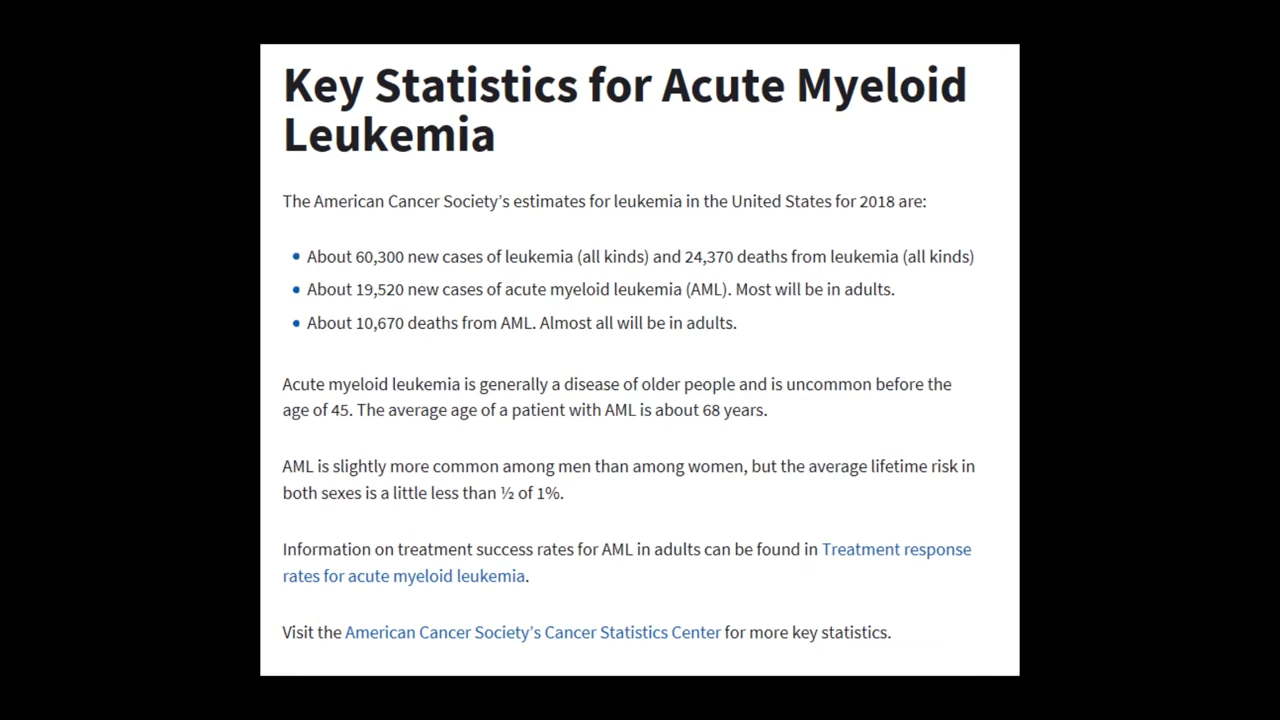 Key Statistics for Acute Myeloid
Leukemia
The American Cancer Society’s estimates for leukemia in the United States for 2018 are:
• About 60,300 new cases of leukemia (all kinds) and 24,370 deaths from leukemia (all kinds)
• About 19,520 new cases of acute myeloid leukemia (AML). Most will be in adults.
• About 10,670 deaths from AML. Almost all will be in adults.
Acute myeloid leukemia is generally a disease of older people and is uncommon before the
age of 45. The average age of a patient with AML is about 68 years.
AML is slightly more common among men than among women, but the average lifetime risk in
both sexes is a little less than ½ of 1%.
Information on treatment success rates for AML in adults can be found in Treatment response
rates for acute myeloid leukemia.
Visit the American Cancer Society’s Cancer Statistics Center for more key statistics.